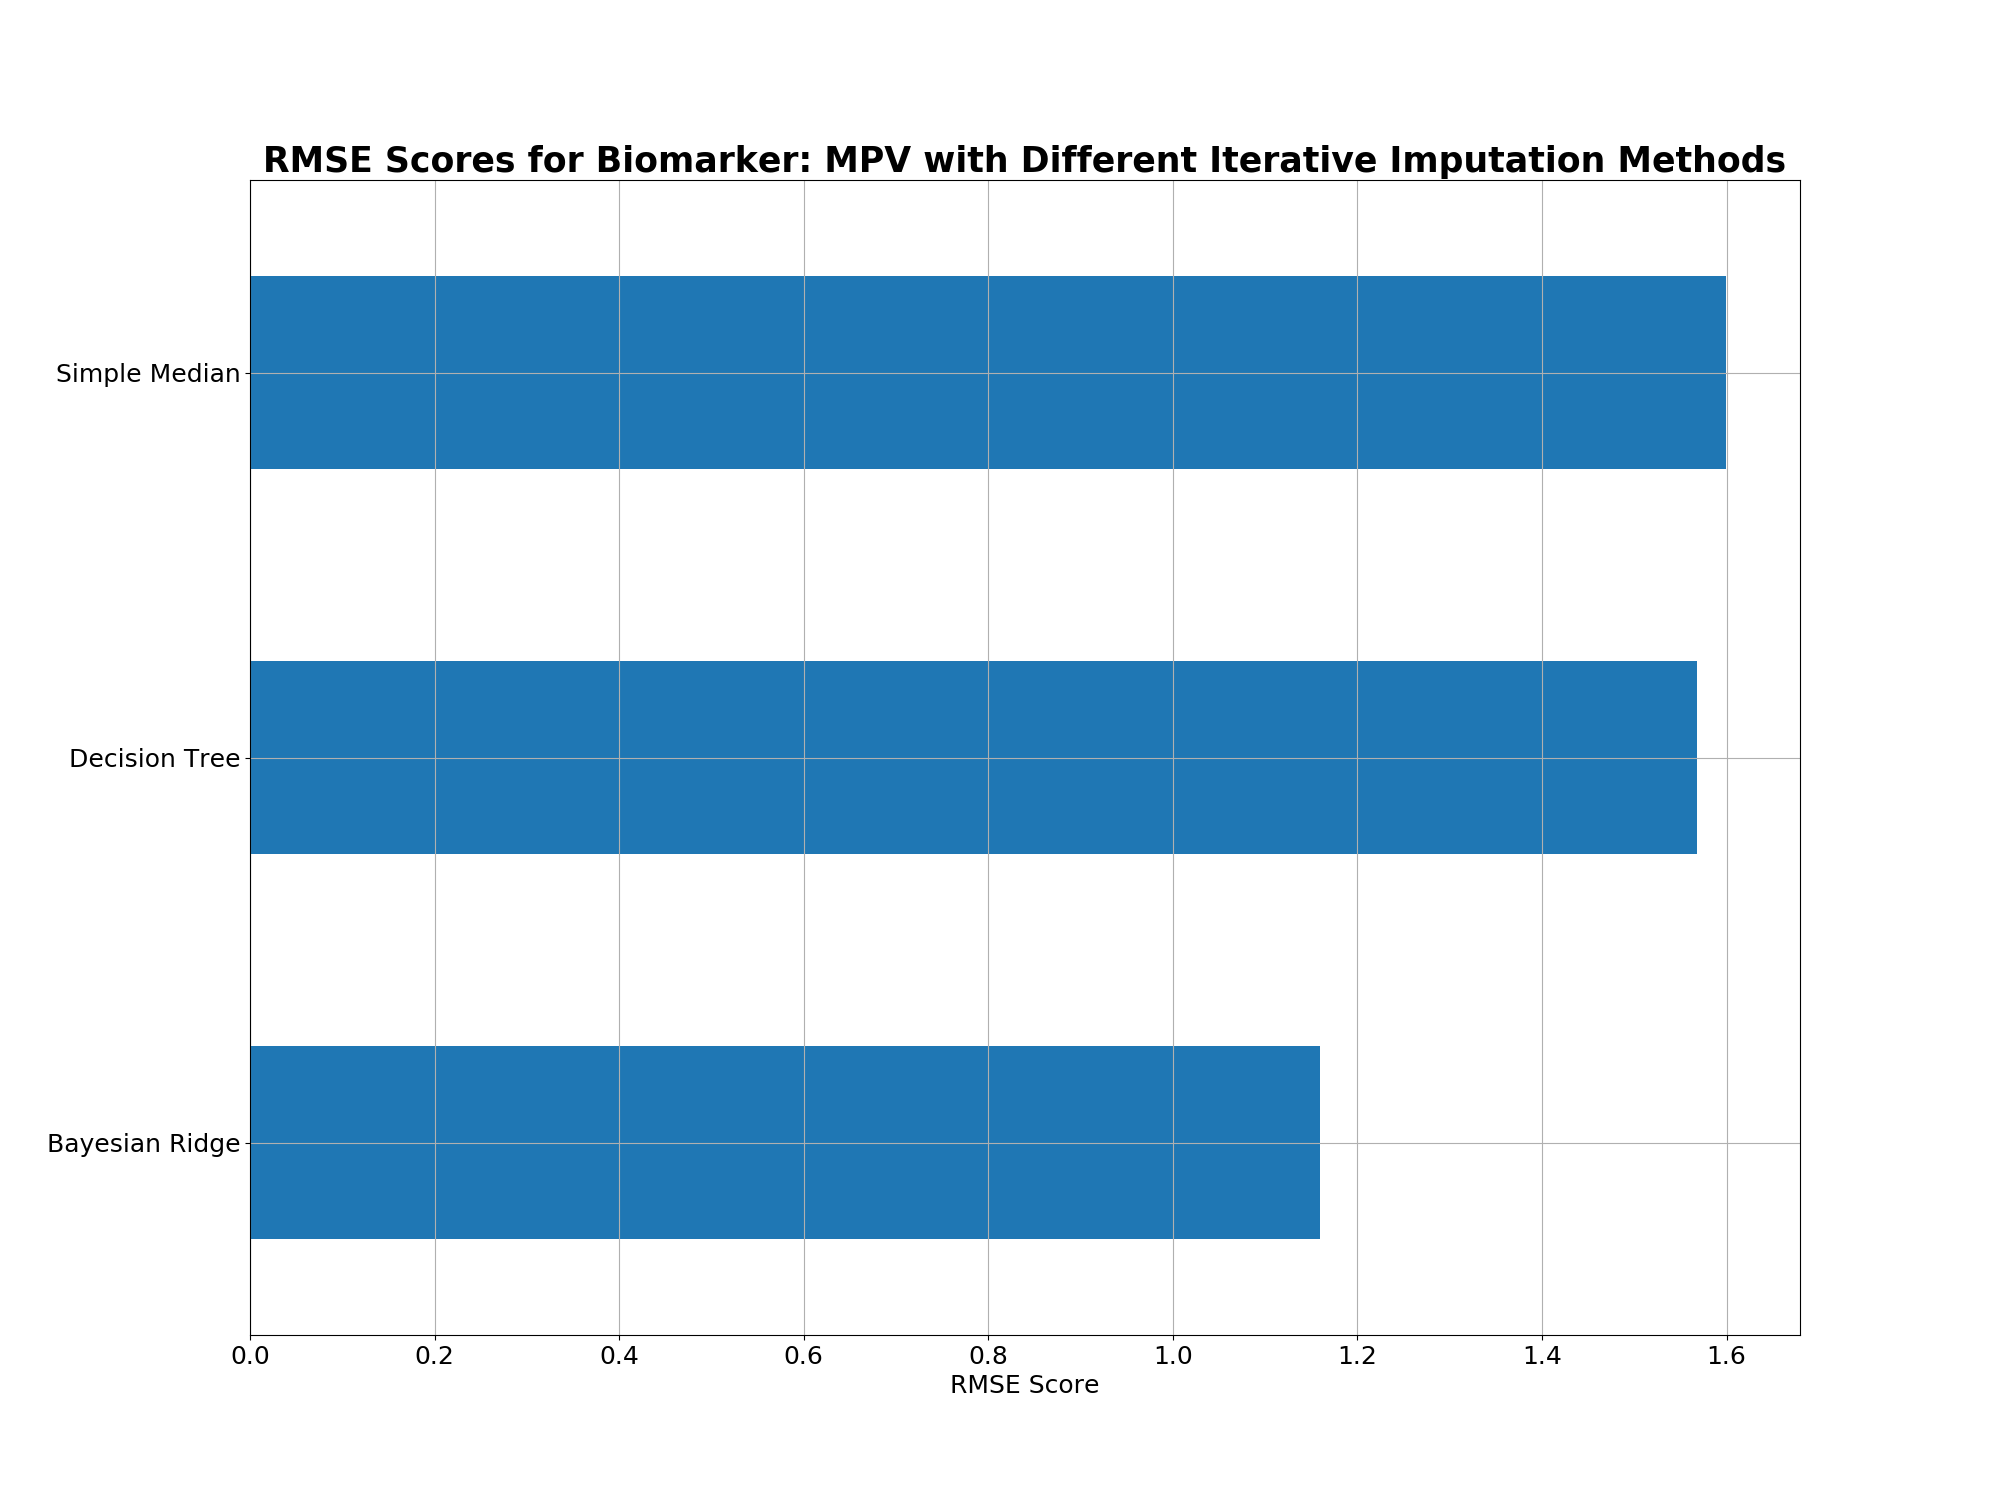 RMSE Scores for Biomarker: MPV with Different Iterative Imputation Methods
Simple Median
Decision Tree
Bayesian Ridge
0.0 0.2 0.4 0.6 0.8 1.0 1.2 1.4 1.6
RMSE Score